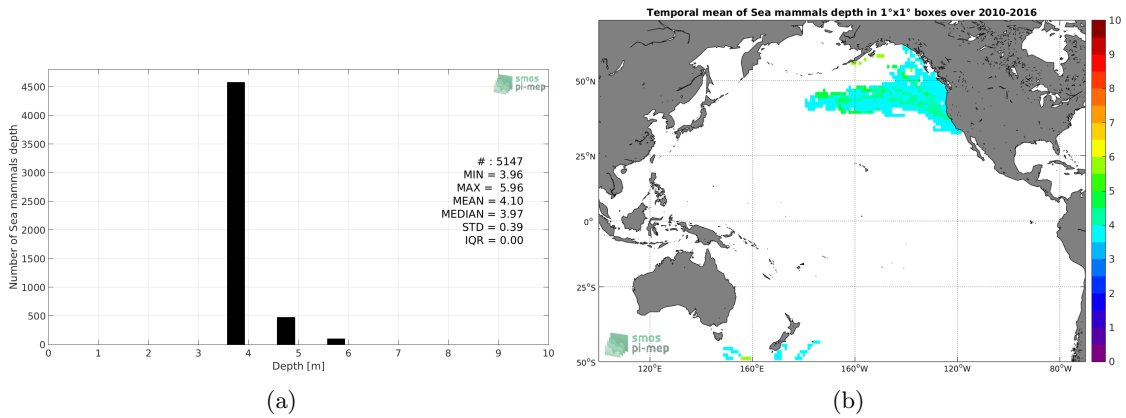 Temporal mean of Sea mammals depth in 1°x1° boxes over 2010-2016
Number of Sea mammals depth
4500
4000
3500
3000
2500
2000
1500
1000
500
0
smos
pi-mep
# : 5147
MIN = 3.96
MAX = 5.96
MEAN = 4.10
MEDIAN = 3.97
STD = 0.39
IQR = 0.00
0 1 2 3 4 5 6 7 8 9 10
Depth [m]
(a)
50°N
25°N
0°
25°S
50°S
smos
pi-mep
120°E 160°E 160°W 120°W 80°W
10
9
8
7
6
5
4
3
2
1
0
(b)